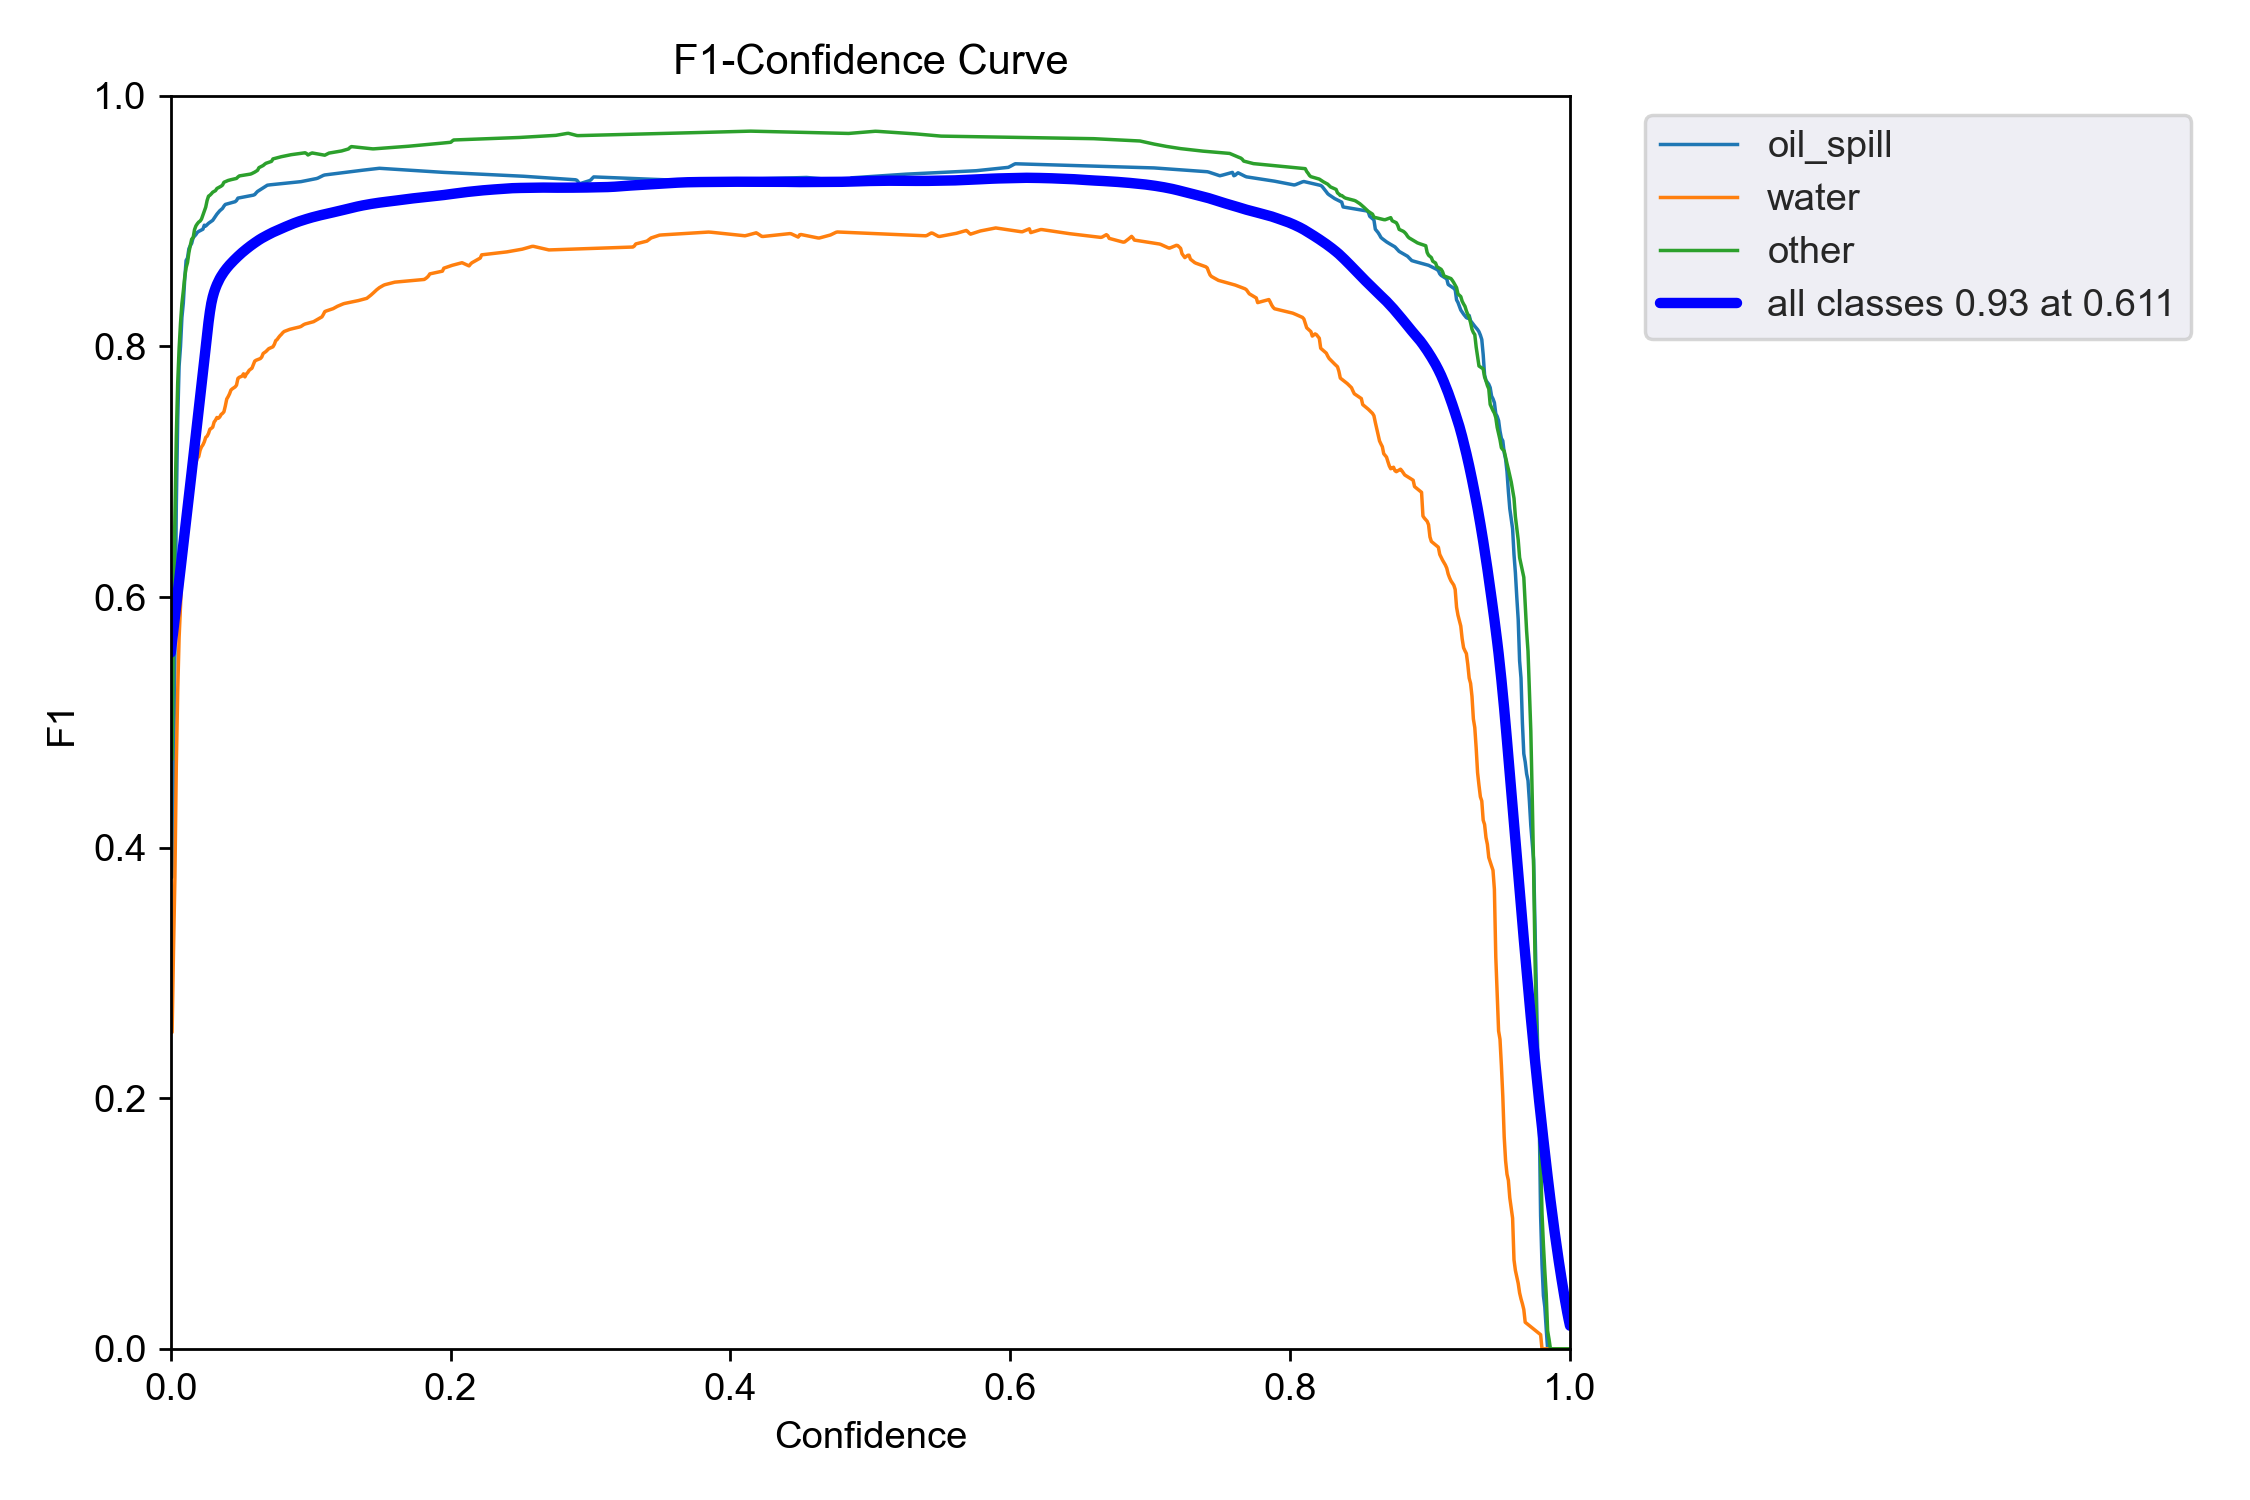 F1-Confidence Curve
1.0
0.8
0.6
0.4
0.2
0.0
F1
0.0 0.2 0.4 0.6 0.8 1.0
Confidence
oil_spill
water
other
all classes 0.93 at 0.611